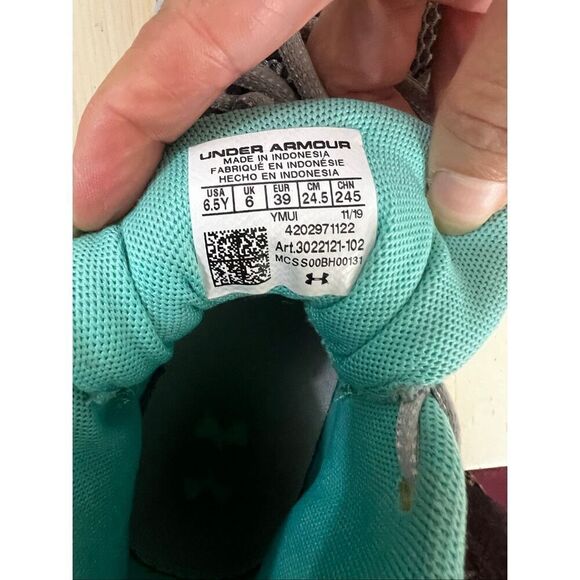 UNDER ARMOUR
MADE IN INDONESIA
FABRIQUÉ EN INDONÉSIE
HECHO EN INDONESIA
USA UK EUR CM CHN
6.5Y 6 39 24.5 245
YMUI 11/19
4202971122
Art.3022121-102
MCSS00BH00131